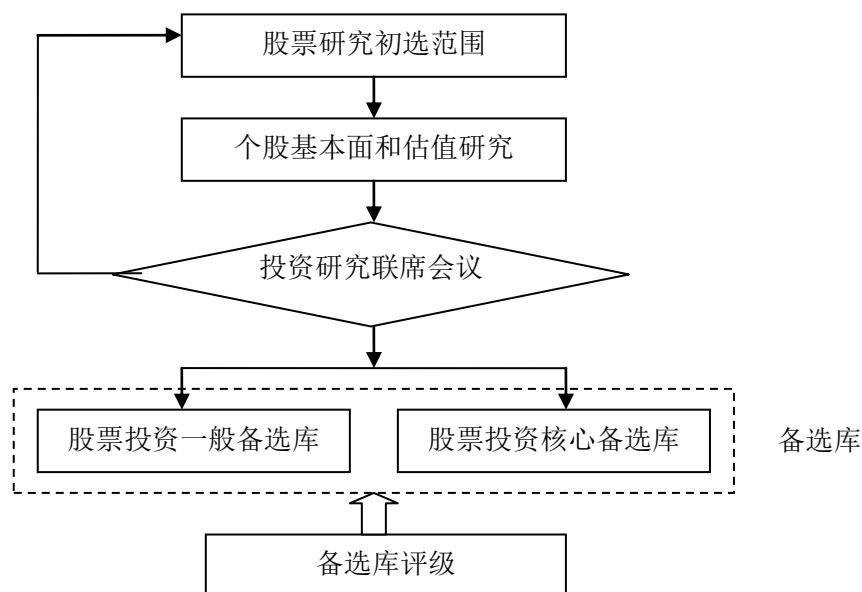 股票研究初选范围
个股基本面和估值研究
投资研究联席会议
股票投资一般备选库
股票投资核心备选库
备选库
备选库评级